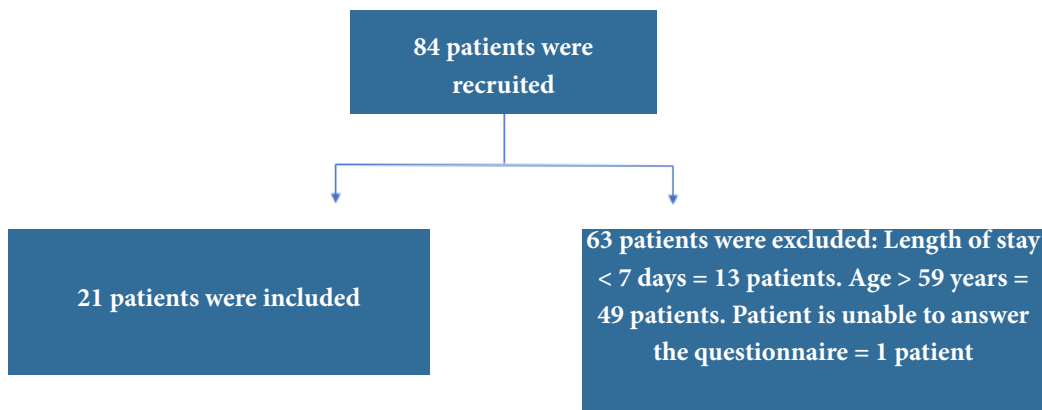 84 patients were
recruited
21 patients were included
63 patients were excluded: Length of stay
< 7 days = 13 patients. Age > 59 years =
49 patients. Patient is unable to answer
the questionnaire = 1 patient